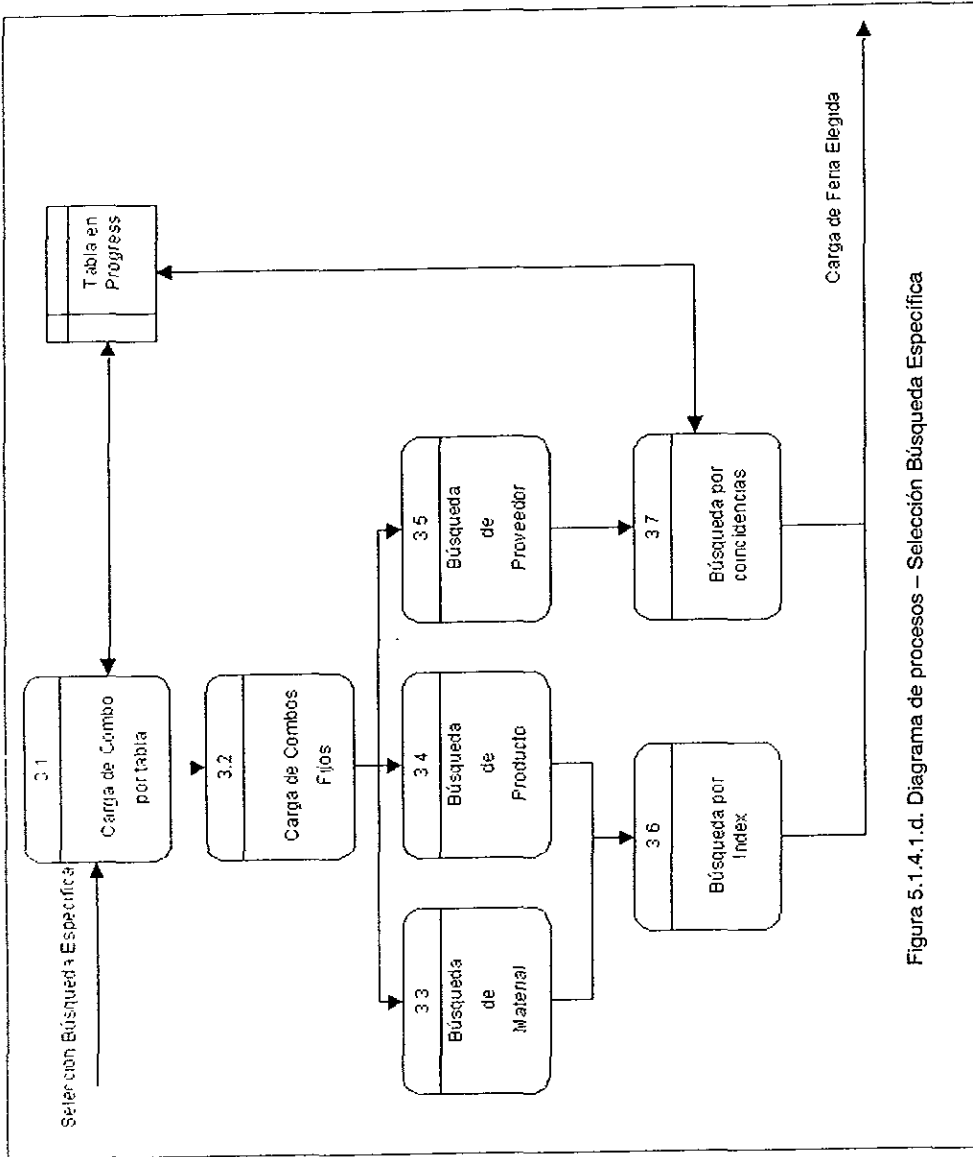 Selección Búsqueda Especifica
3.1
Carga de Combo
por tabla
Tabla en
Progress
3.2
Carga de Combos
Fijos
3.3
Búsqueda
de
Material
3.4
Búsqueda
de
Producto
3.5
Búsqueda
de
Proveedor
3.6
Búsqueda por
Index
3.7
Búsqueda por
coincidencias
Carga de Feria Elegida
Figura 5.1.4.1.d. Diagrama de procesos – Selección Búsqueda Especifica